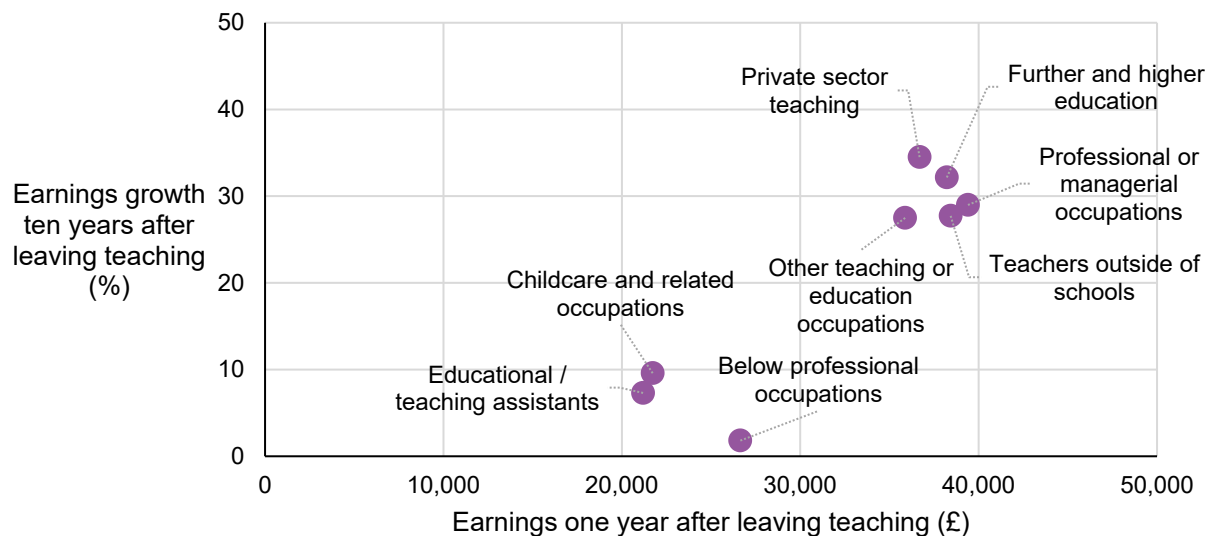 50
40
30
20
10
0
Earnings growth
ten years after
leaving teaching
(%)
Private sector
teaching
Further and higher
education
Professional or
managerial
occupations
Other teaching or
education
occupations
Teachers outside of
schools
Childcare and related
occupations
Educational /
teaching assistants
Below professional
occupations
0
10,000
20,000
30,000
40,000
50,000
Earnings one year after leaving teaching (£)